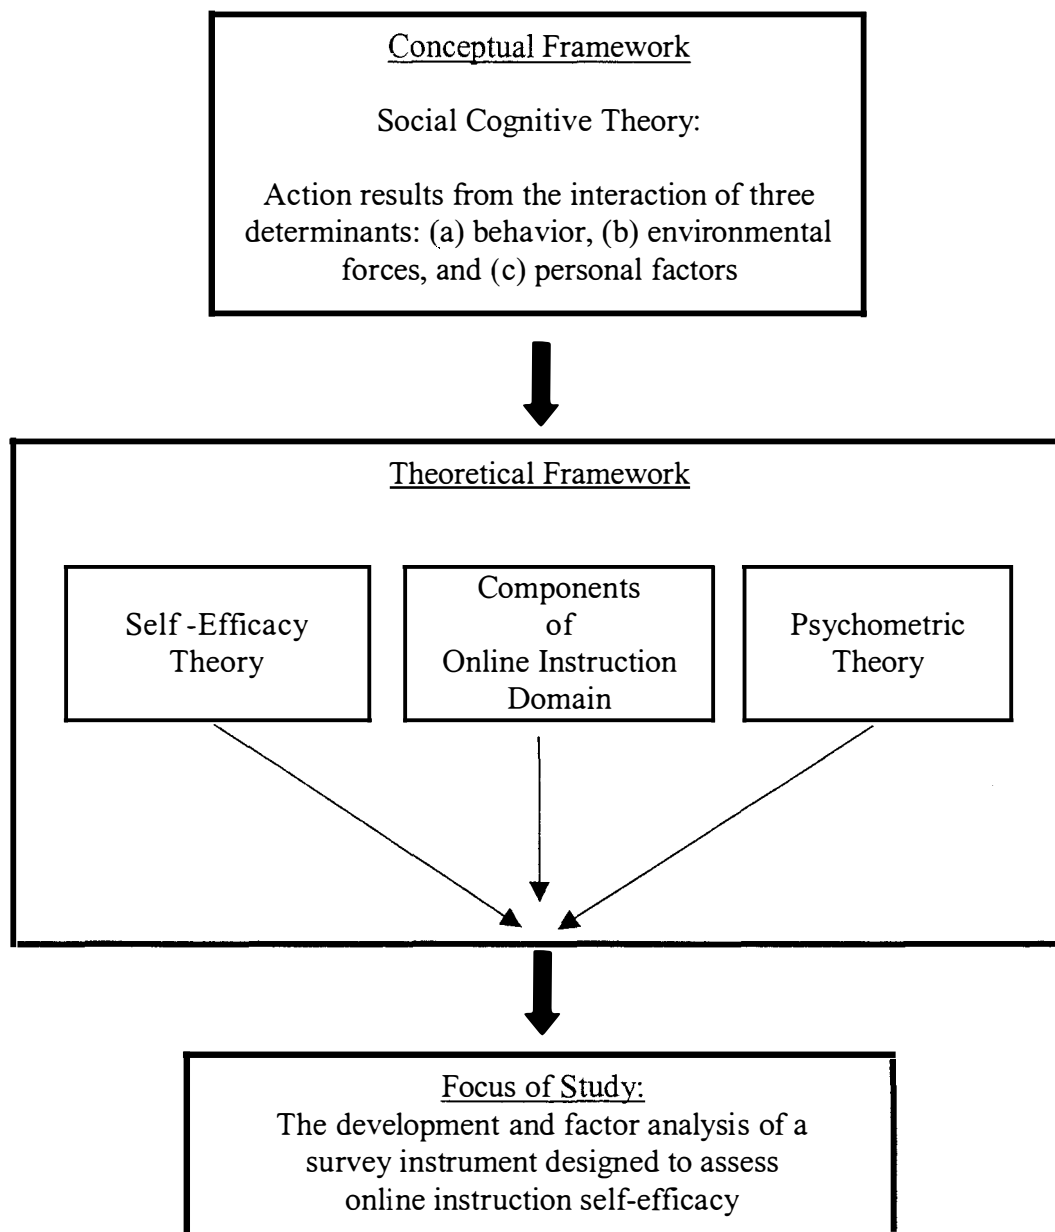 Conceptual Framework
Social Cognitive Theory:
Action results from the interaction of three
determinants: (a) behavior, (b) environmental
forces, and (c) personal factors
Theoretical Framework
Self -Efficacy
Theory
Components
of
Online Instruction
Domain
Psychometric
Theory
Focus of Study:
The development and factor analysis of a
survey instrument designed to assess
online instruction self-efficacy